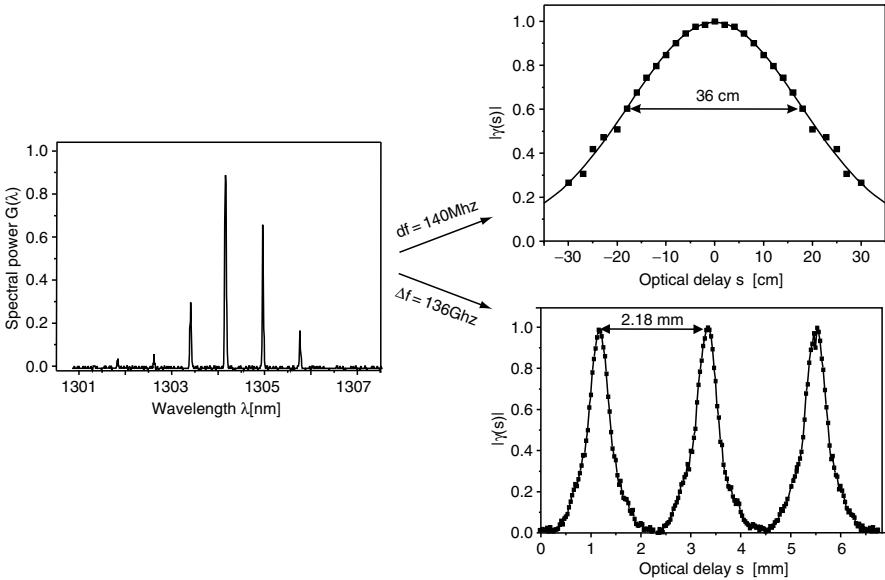 1.0
0.8
0.6
0.4
0.2
0.0
Spectral power G(λ)
1301 1303 1305 1307
Wavelength λ[nm]
df = 140Mhz
Δf = 136Ghz
1.0
0.8
0.6
0.4
0.2
0.0
|γ(s)|
36 cm
−30 −20 −10 0 10 20 30
Optical delay s [cm]
1.0
0.8
0.6
0.4
0.2
0.0
|γ(s)|
2.18 mm
0 1 2 3 4 5 6
Optical delay s [mm]